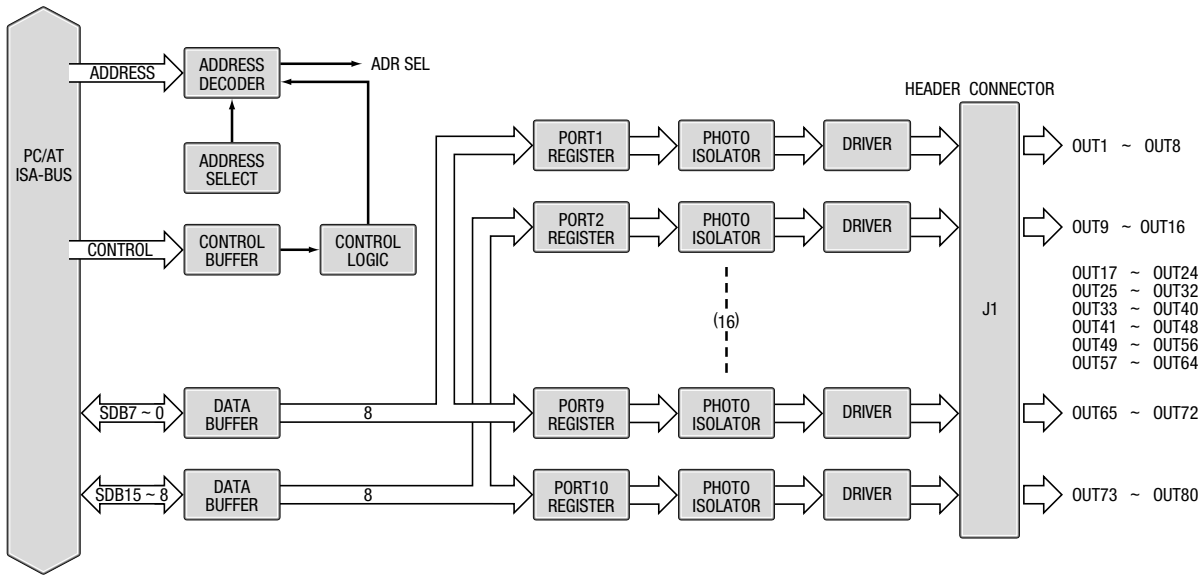 PC/AT
ISA-BUS
ADDRESS
ADDRESS
DECODER
ADR SEL
ADDRESS
SELECT
CONTROL
CONTROL
BUFFER
CONTROL
LOGIC
SDB7 ~ 0
DATA
BUFFER
8
SDB15 ~ 8
DATA
BUFFER
8
PORT1
REGISTER
PHOTO
ISOLATOR
DRIVER
PORT2
REGISTER
PHOTO
ISOLATOR
DRIVER
(16)
PORT9
REGISTER
PHOTO
ISOLATOR
DRIVER
PORT10
REGISTER
PHOTO
ISOLATOR
DRIVER
HEADER CONNECTOR
J1
OUT1 ~ OUT8
OUT9 ~ OUT16
OUT17 ~ OUT24
OUT25 ~ OUT32
OUT33 ~ OUT40
OUT41 ~ OUT48
OUT49 ~ OUT56
OUT57 ~ OUT64
OUT65 ~ OUT72
OUT73 ~ OUT80